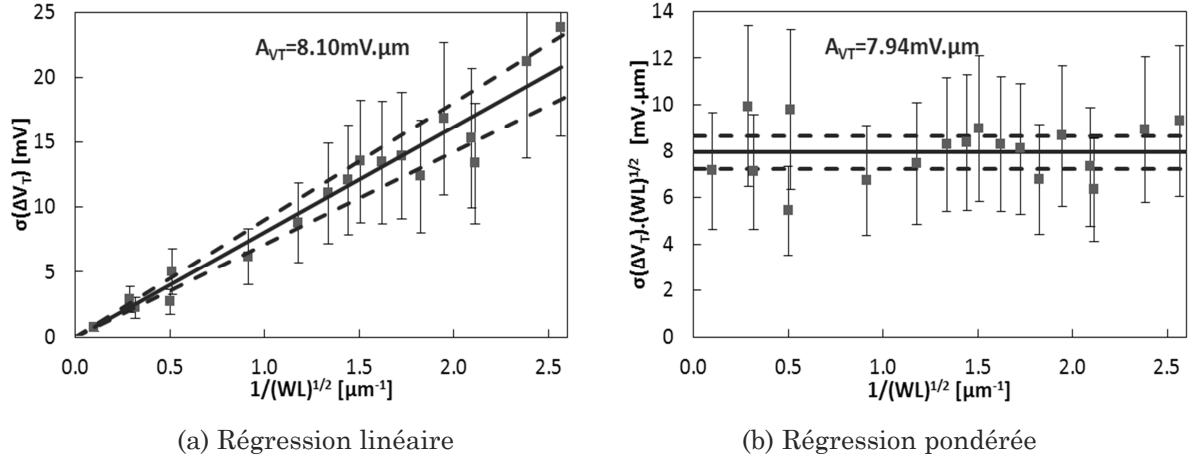 A_VT=8.10mV.µm
25
20
15
10
5
0
σ(ΔV_T) [mV]
0.0 0.5 1.0 1.5 2.0 2.5
1/(WL)^1/2 [µm^-1]
(a) Régression linéaire
A_VT=7.94mV.µm
14
12
10
8
6
4
2
0
σ(ΔV_T).(WL)^1/2 [mV.µm]
0.0 0.5 1.0 1.5 2.0 2.5
1/(WL)^1/2 [µm^-1]
(b) Régression pondérée